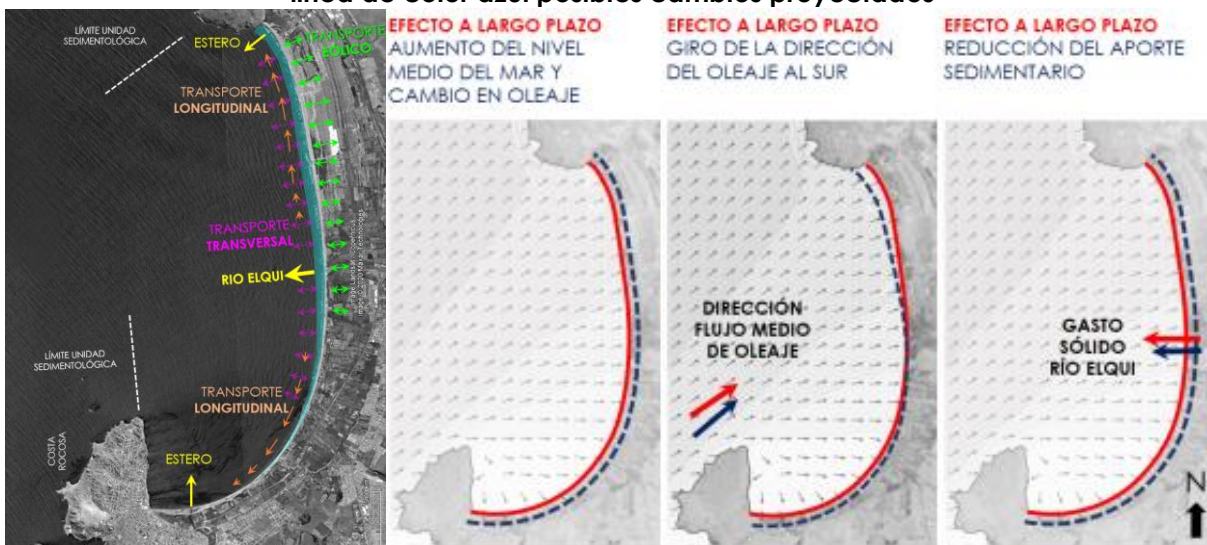 línea de color azul posibles cambios proyectados
LÍMITE UNIDAD
SEDIMENTOLÓGICA
ESTERO
TRANSPORTE
EÓLICO
TRANSPORTE
LONGITUDINAL
TRANSPORTE
TRANSVERSAL
RIO ELQUI
LÍMITE UNIDAD
SEDIMENTOLÓGICA
TRANSPORTE
LONGITUDINAL
COSTA
ROCOSA
ESTERO
EFECTO A LARGO PLAZO
AUMENTO DEL NIVEL
MEDIO DEL MAR Y
CAMBIO EN OLEAJE
EFECTO A LARGO PLAZO
GIRO DE LA DIRECCIÓN
DEL OLEAJE AL SUR
DIRECCIÓN
FLUJO MEDIO
DE OLEAJE
EFECTO A LARGO PLAZO
REDUCCIÓN DEL APORTE
SEDIMENTARIO
GASTO
SÓLIDO
RÍO ELQUI
N